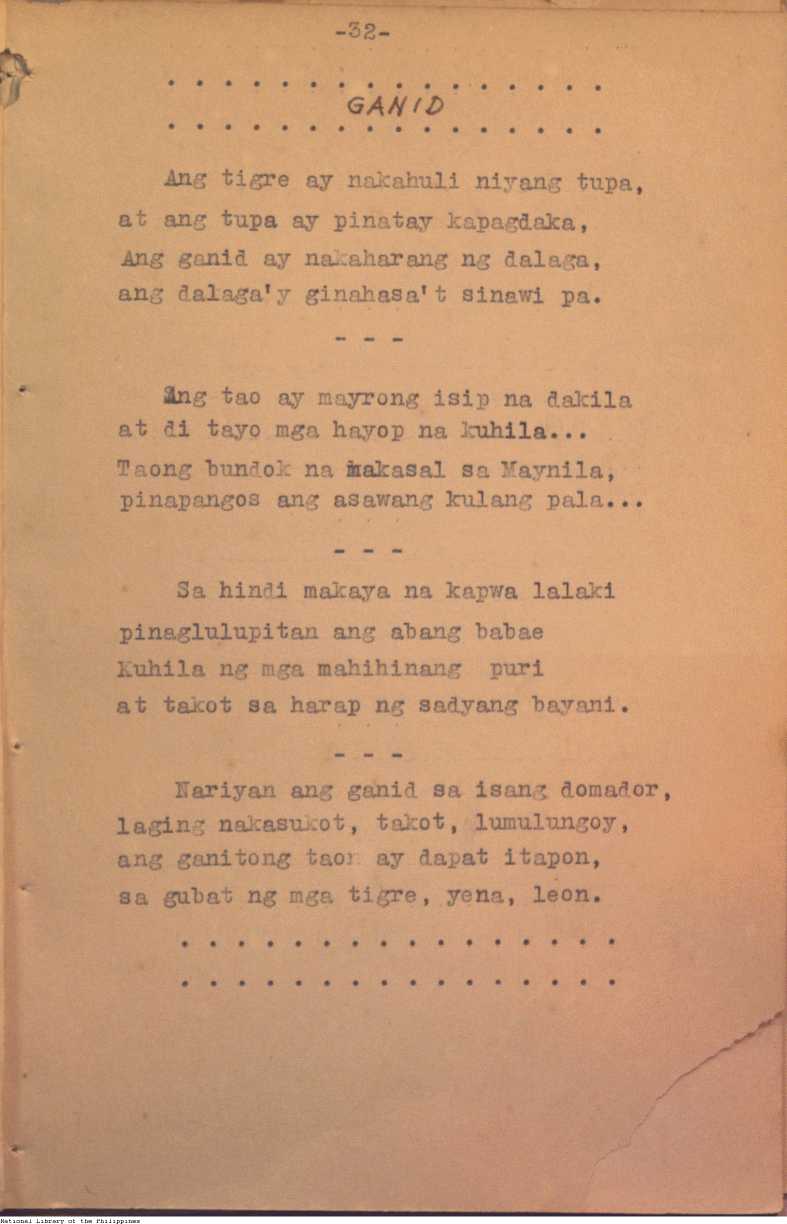 -32-
. . . . . . . . . . . . . . . .
GANID
. . . . . . . . . . . . . . . .
Ang tigre ay nakahuli niyang tupa,
at ang tupa ay pinatay kapagdaka,
Ang ganid ay nakaharang ng dalaga,
ang dalaga'y ginahasa't sinawi pa.
- - -
Ang tao ay mayrong isip na dakila
at di tayo mga hayop na kuhila...
Taong bundok na makasal sa Maynila,
pinapangos ang asawang kulang pala...
- - -
Sa hindi makaya na kapwa lalaki
pinaglulupitan ang abang babae
Kuhila ng mga mahihinang puri
at takot sa harap ng sadyang bayani.
- - -
Nariyan ang ganid sa isang domador,
laging nakasukot, takot, lumulungoy,
ang ganitong taon ay dapat itapon,
sa gubat ng mga tigre, yena, leon.
. . . . . . . . . . . . . . . .
. . . . . . . . . . . . . . . .
National Library of the Philippines